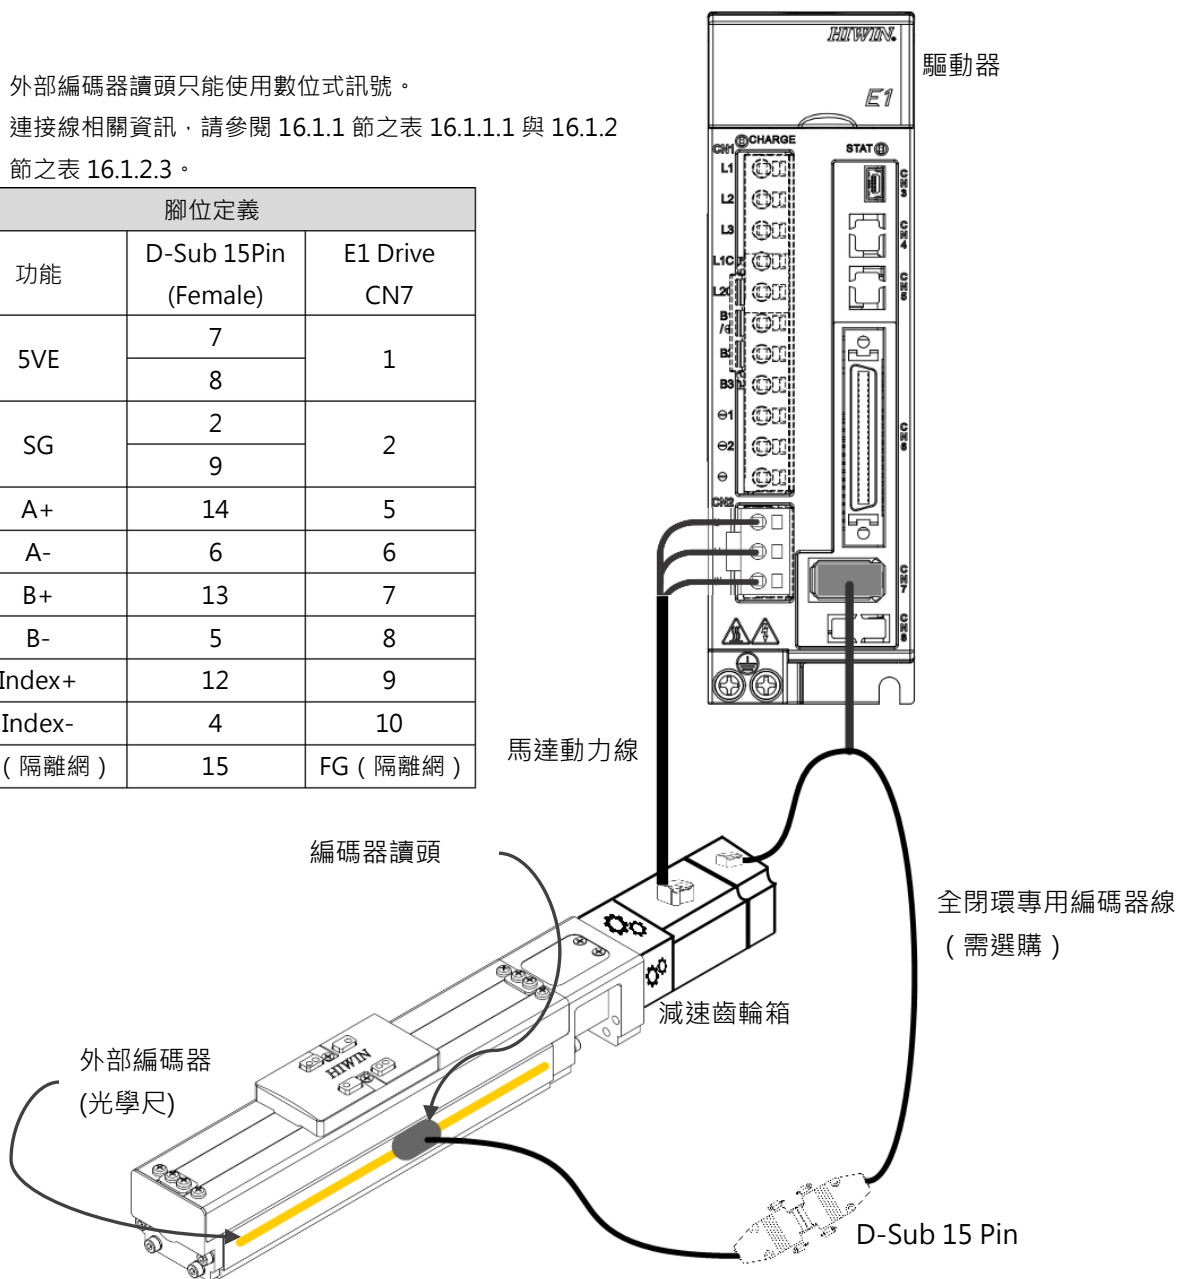 HIWIN.
驅動器
E1
外部編碼器讀頭只能使用數位式訊號。
連接線相關資訊，請參閱 16.1.1 節之表 16.1.1.1 與 16.1.2
節之表 16.1.2.3。
腳位定義
功能 D-Sub 15Pin (Female) E1 Drive CN7
5VE 7 1
8
SG 2 2
9
A+ 14 5
A- 6 6
B+ 13 7
B- 5 8
Index+ 12 9
Index- 4 10
(隔離網) 15 FG (隔離網)
CN1
CHARGE
STAT
L1
L2
L3
L1C
B3
⊖1
⊖2
⊖
CN2
CN3
CN4
CN5
CN6
CN7
CN8
馬達動力線
編碼器讀頭
全閉環專用編碼器線
(需選購)
減速齒輪箱
外部編碼器
(光學尺)
HIWIN
D-Sub 15 Pin